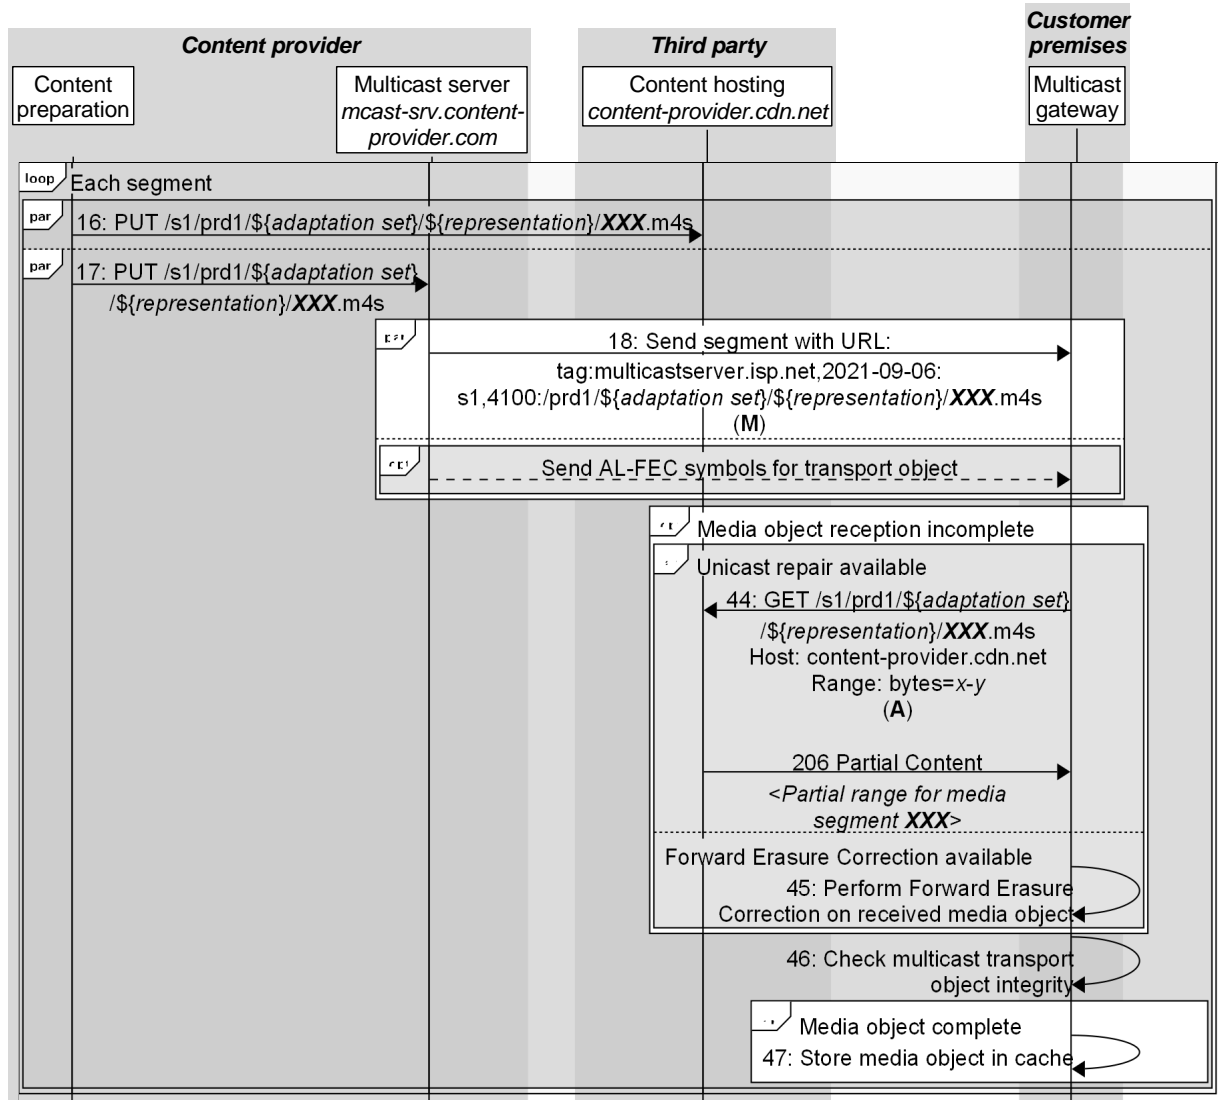 Content provider
Third party
Customer
premises
Content
preparation
Multicast server
mcast-srv.content-
provider.com
Content hosting
content-provider.cdn.net
Multicast
gateway
loop
Each segment
par
16: PUT /s1/prd1/${adaptation set}/${representation}/XXX.m4s
par
17: PUT /s1/prd1/${adaptation set}
/${representation}/XXX.m4s
18: Send segment with URL:
tag:multicastserver.isp.net,2021-09-06:
s1,4100:/prd1/${adaptation set}/${representation}/XXX.m4s
(M)
Send AL-FEC symbols for transport object
Media object reception incomplete
Unicast repair available
44: GET /s1/prd1/${adaptation set}
/${representation}/XXX.m4s
Host: content-provider.cdn.net
Range: bytes=x-y
(A)
206 Partial Content
<Partial range for media
segment XXX>
Forward Erasure Correction available
45: Perform Forward Erasure
Correction on received media object
46: Check multicast transport
object integrity
Media object complete
47: Store media object in cache